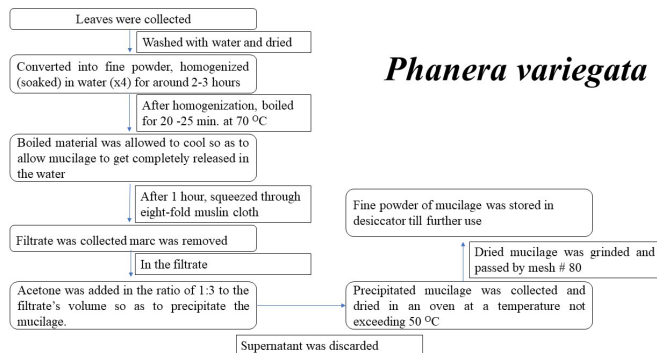 Leaves were collected
Washed with water and dried
Phanera variegata
Converted into fine powder, homogenized
(soaked) in water (x4) for around 2-3 hours
After homogenization, boiled
for 20 -25 min. at 70 ᴼC
Boiled material was allowed to cool so as to
allow mucilage to get completely released in
the water
After 1 hour, squeezed through
eight-fold muslin cloth
Filtrate was collected marc was removed
In the filtrate
Acetone was added in the ratio of 1:3 to the
filtrate's volume so as to precipitate the
mucilage.
Supernatant was discarded
Precipitated mucilage was collected and
dried in an oven at a temperature not
exceeding 50 ᴼC
Dried mucilage was grinded and
passed by mesh # 80
Fine powder of mucilage was stored in
desiccator till further use